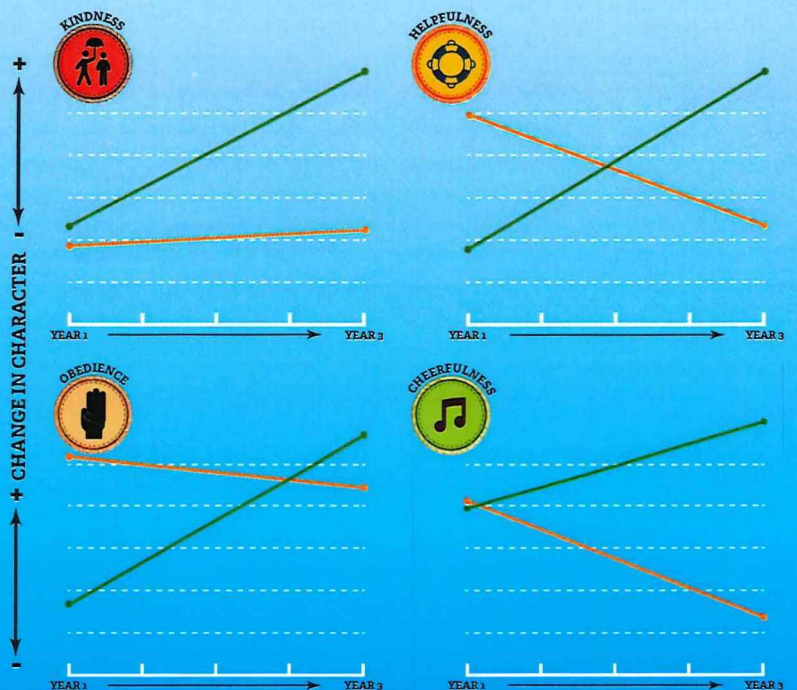 KINDNESS
HELPFULNESS
+
-
YEAR 1
YEAR 3
YEAR 1
YEAR 3
+ CHANGE IN CHARACTER
OBEDIENCE
CHEERFULNESS
-
YEAR 1
YEAR 3
YEAR 1
YEAR 3